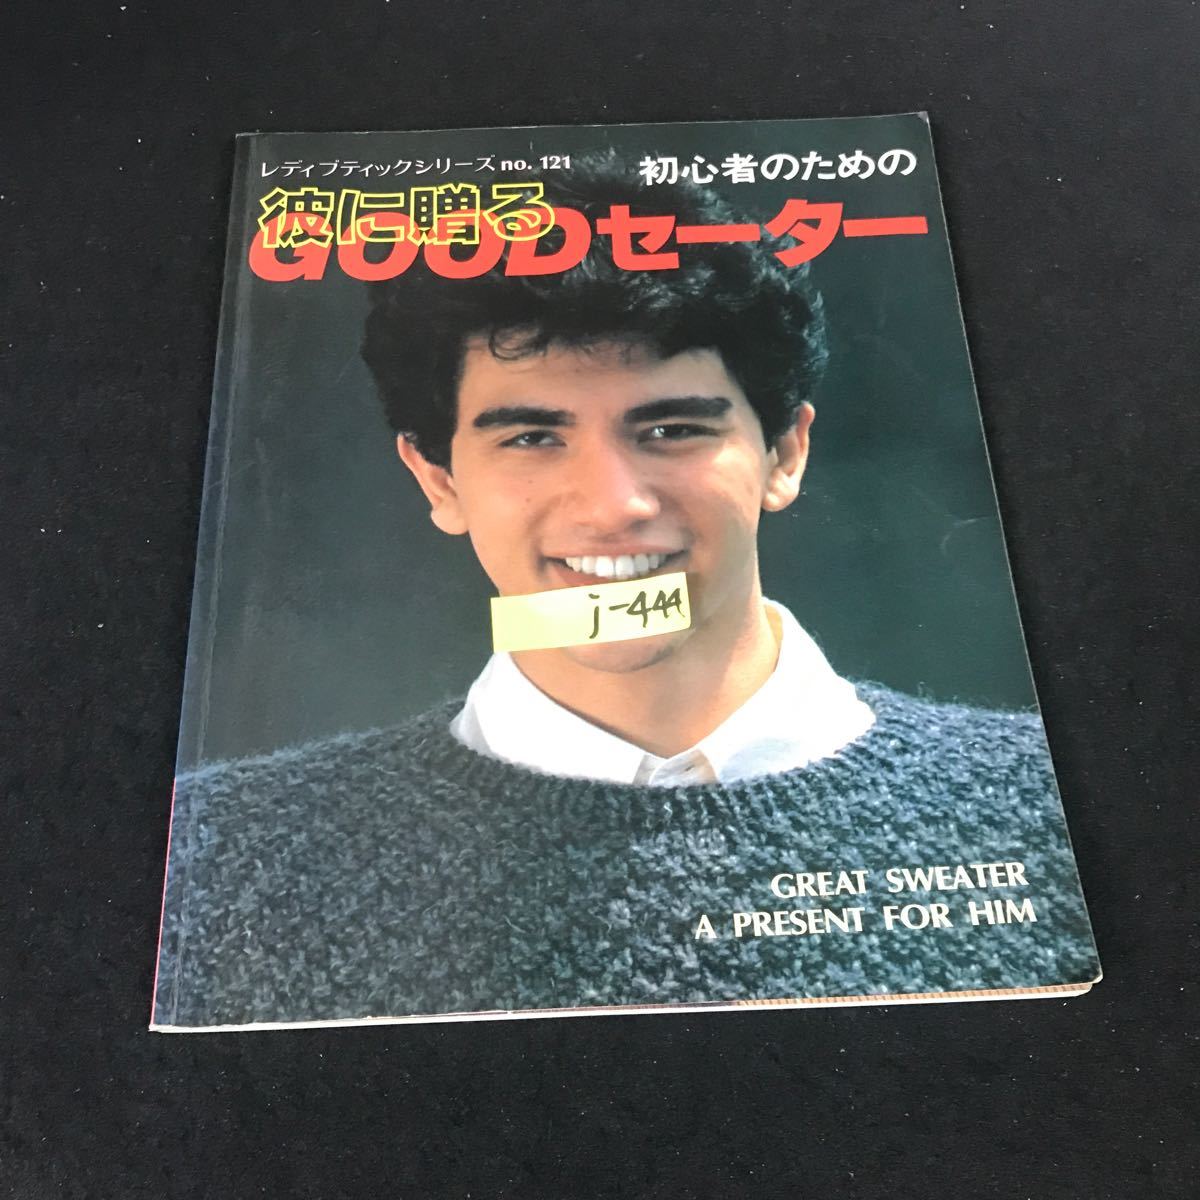 レディブティックシリーズ no. 121
初心者のための
彼に贈る
GOODセーター
j-444
GREAT SWEATER
A PRESENT FOR HIM